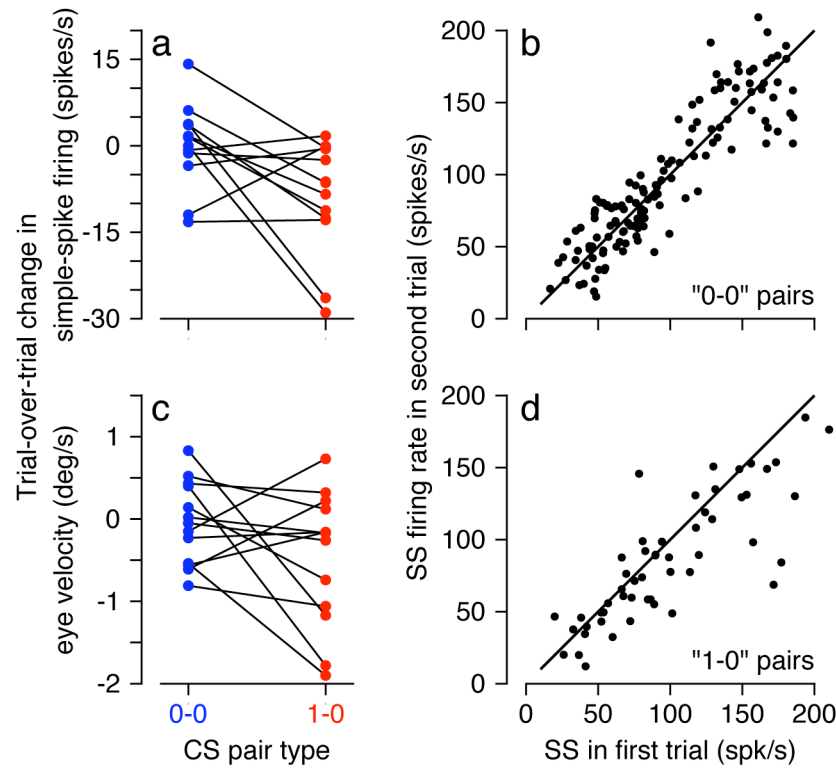 a
Trial-over-trial change in
simple-spike firing (spikes/s)
15
0
-15
-30
b
SS firing rate in second trial (spikes/s)
200
150
100
50
0
"0-0" pairs
c
eye velocity (deg/s)
1
0
-1
-2
0-0
1-0
CS pair type
d
200
150
100
50
0
"1-0" pairs
0
50
100
150
200
SS in first trial (spk/s)